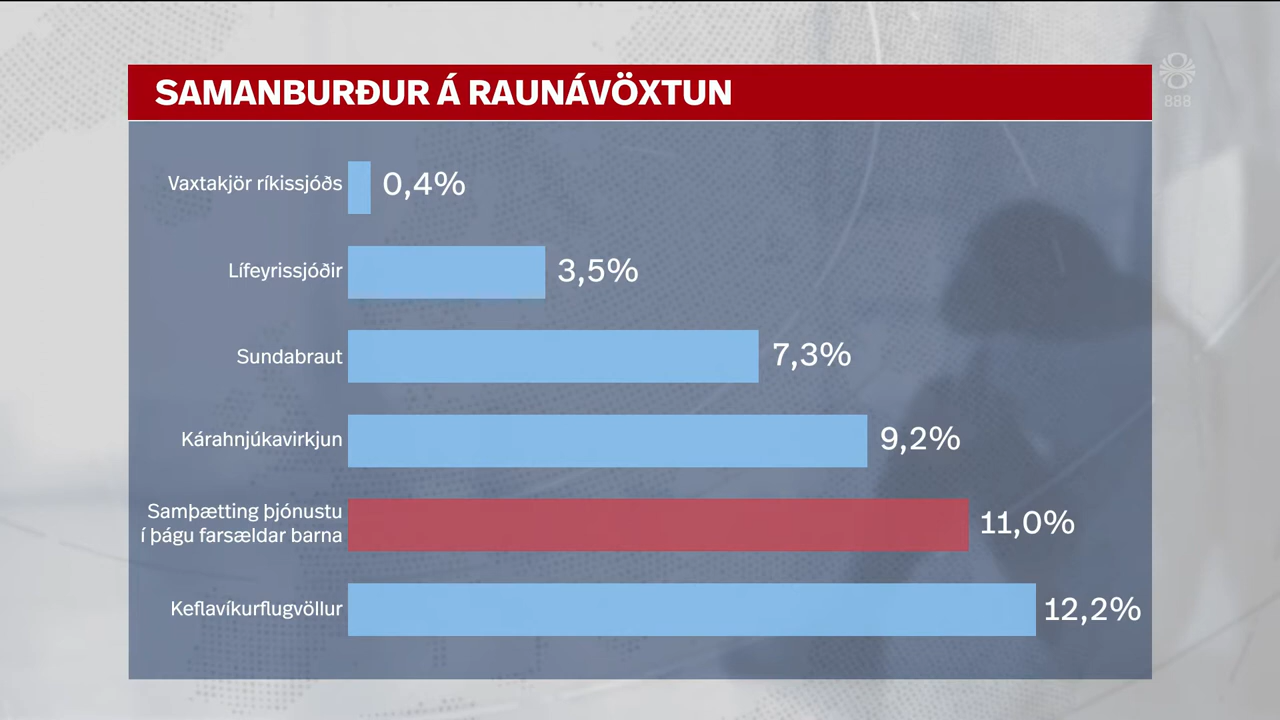 SAMANBURÐUR Á RAUNÁVÖXTUN
888
Vaxtakjör ríkissjóðs 0,4%
Lífeyrissjóðir 3,5%
Sundabraut 7,3%
Kárahnjúkavirkjun 9,2%
Samþætting þjónustu
í þágu farsældar barna 11,0%
Keflavíkurflugvöllur 12,2%